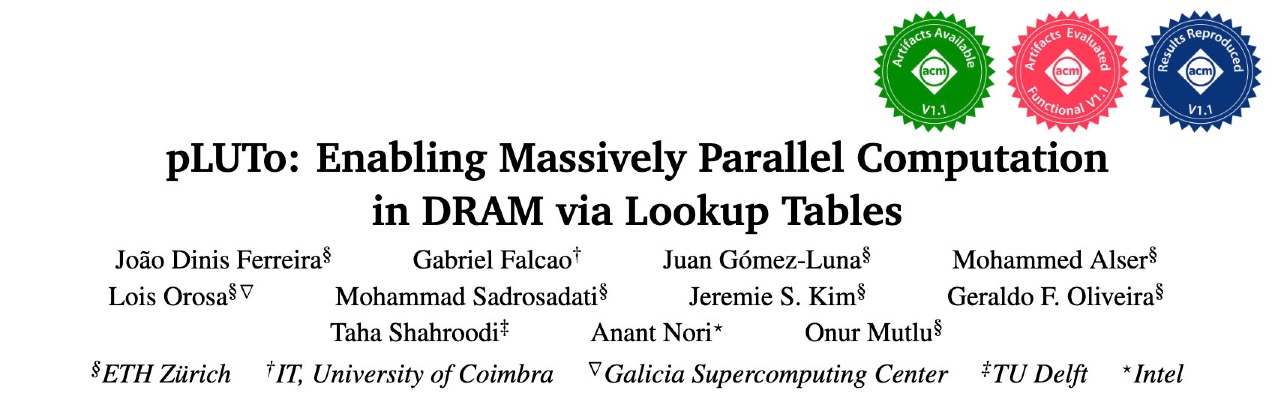 Artifacts Available acm V1.1
Artifacts Evaluated acm Functional V1.1
Results Reproduced acm V1.1
pLUTo: Enabling Massively Parallel Computation
in DRAM via Lookup Tables
João Dinis Ferreira§ Gabriel Falcao† Juan Gómez-Luna§ Mohammed Alser§
Lois Orosa§▽ Mohammad Sadrosadati§ Jeremie S. Kim§ Geraldo F. Oliveira§
Taha Shahroodi‡ Anant Nori⋆ Onur Mutlu§
§ETH Zürich †IT, University of Coimbra ▽Galicia Supercomputing Center ‡TU Delft ⋆Intel